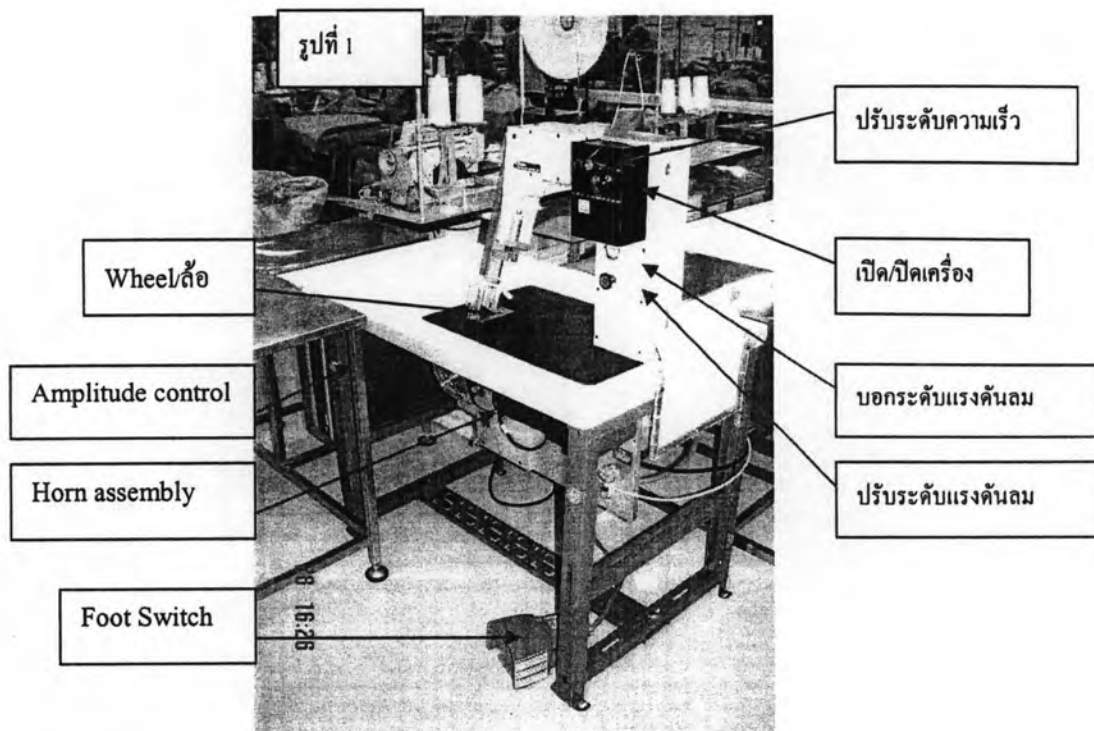 รูปที่ 1
ปรับระดับความเร็ว
Wheel/ล้อ
เปิด/ปิดเครื่อง
Amplitude control
บอกระดับแรงดันลม
Horn assembly
ปรับระดับแรงดันลม
Foot Switch
8 16:26